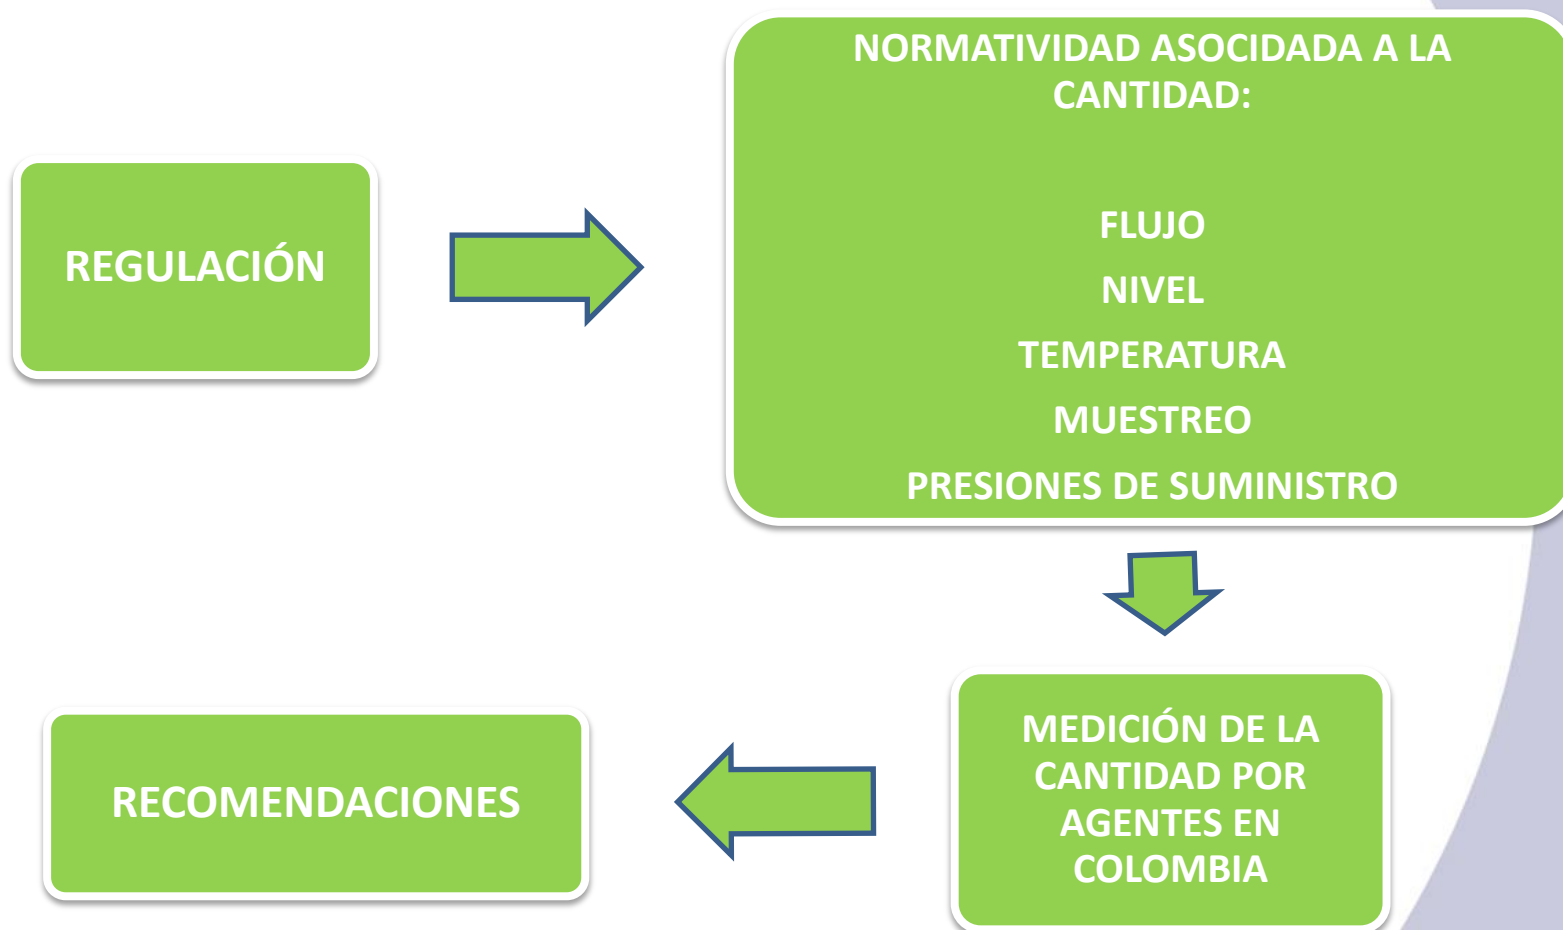 REGULACIÓN
NORMATIVIDAD ASOCIDADA A LA
CANTIDAD:
FLUJO
NIVEL
TEMPERATURA
MUESTREO
PRESIONES DE SUMINISTRO
MEDICIÓN DE LA
CANTIDAD POR
AGENTES EN
COLOMBIA
RECOMENDACIONES